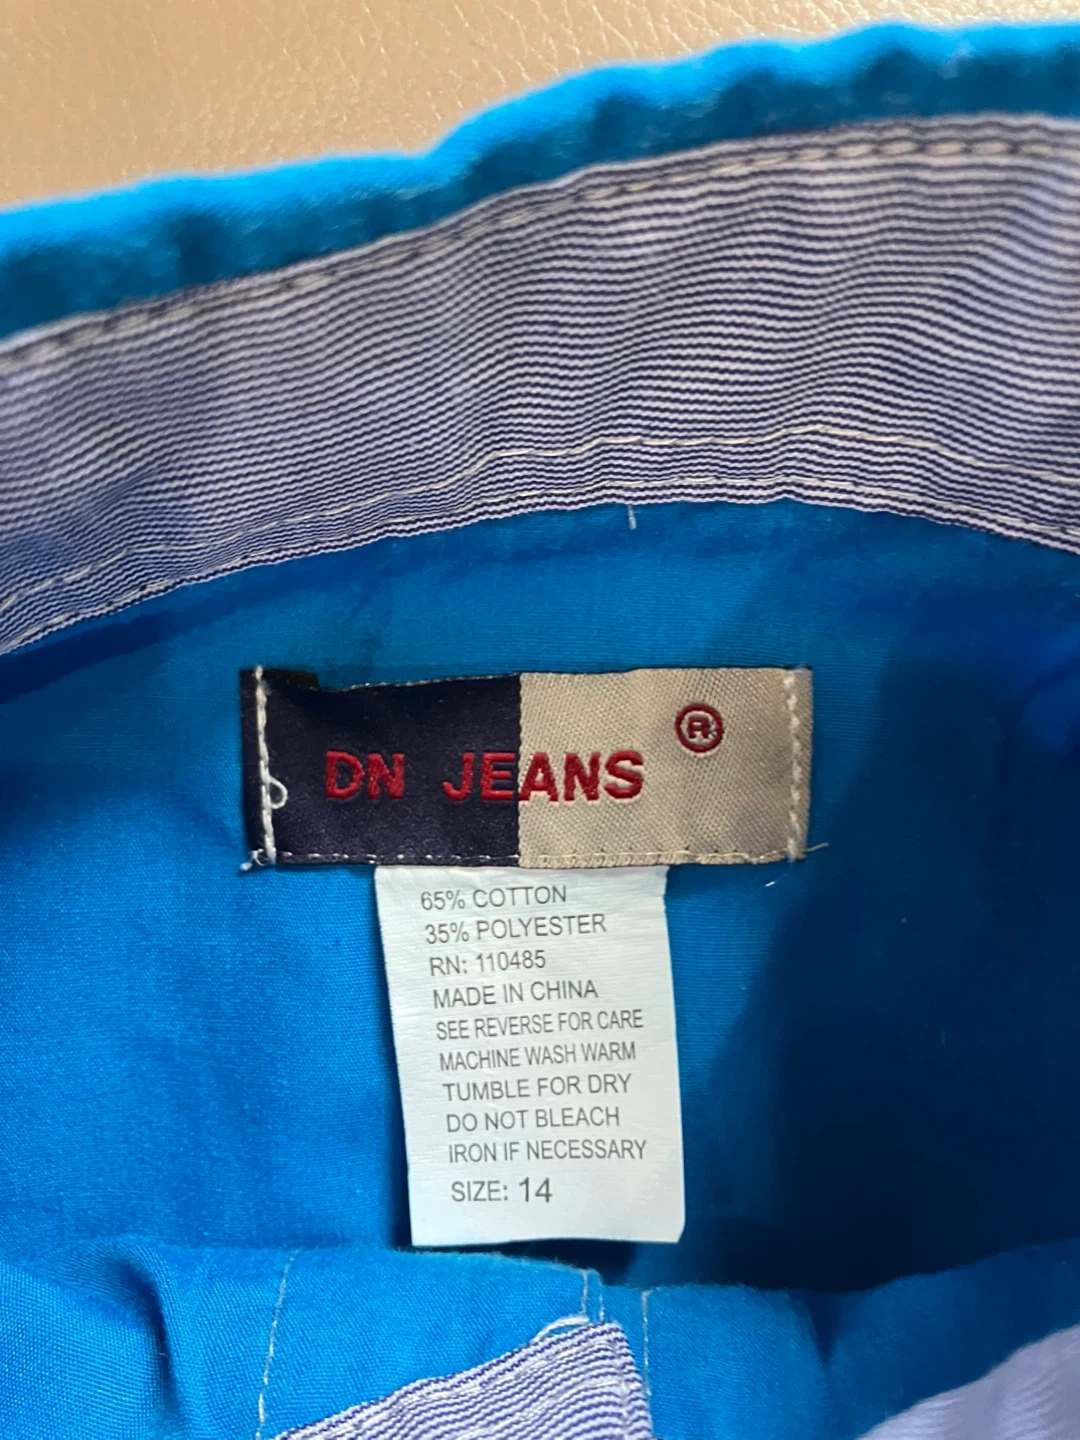 DN JEANS ®
65% COTTON
35% POLYESTER
RN: 110485
MADE IN CHINA
SEE REVERSE FOR CARE
MACHINE WASH WARM
TUMBLE FOR DRY
DO NOT BLEACH
IRON IF NECESSARY
SIZE: 14